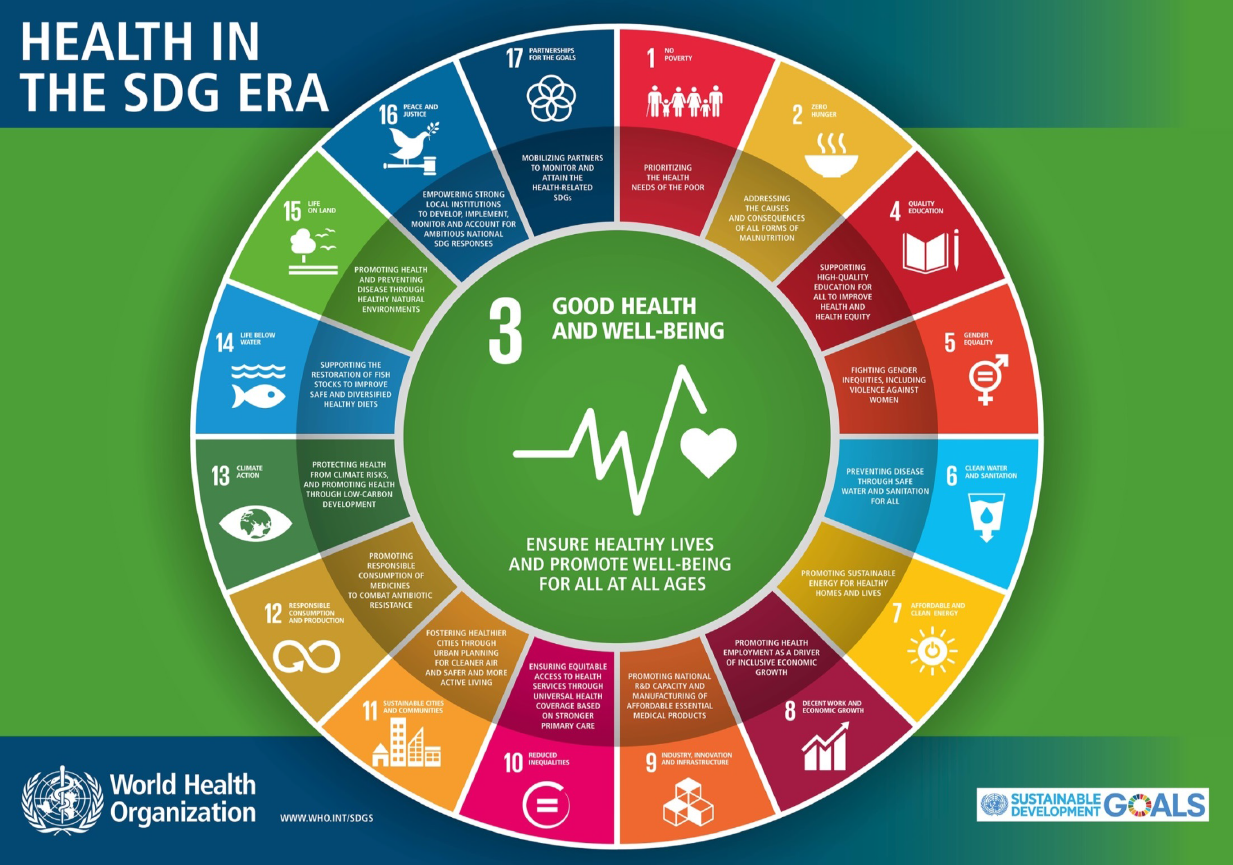 HEALTH IN
THE SDG ERA
17
PARTNERSHIPS
FOR THE GOALS
MOBILIZING PARTNERS
TO MONITOR AND
ATTAIN THE
HEALTH-RELATED
SDGs
1
NO
POVERTY
PRIORITIZING
THE HEALTH
NEEDS OF THE POOR
2
ZERO
HUNGER
ADDRESSING
THE CAUSES
AND CONSEQUENCES
OF ALL FORMS OF
MALNUTRITION
4
QUALITY
EDUCATION
SUPPORTING
HIGH-QUALITY
EDUCATION FOR
ALL TO IMPROVE
HEALTH AND
HEALTH EQUITY
5
GENDER
EQUALITY
FIGHTING GENDER
INEQUITIES, INCLUDING
VIOLENCE AGAINST
WOMEN
6
CLEAN WATER
AND SANITATION
PREVENTING DISEASE
THROUGH SAFE
WATER AND SANITATION
FOR ALL
7
AFFORDABLE AND
CLEAN ENERGY
PROMOTING SUSTAINABLE
ENERGY FOR HEALTHY
HOMES AND LIVES
8
DECENT WORK AND
ECONOMIC GROWTH
PROMOTING HEALTH
EMPLOYMENT AS A DRIVER
OF INCLUSIVE ECONOMIC
GROWTH
9
INDUSTRY, INNOVATION
AND INFRASTRUCTURE
PROMOTING NATIONAL
R&D CAPACITY AND
MANUFACTURING OF
AFFORDABLE ESSENTIAL
MEDICAL PRODUCTS
10
REDUCED
INEQUALITIES
ENSURING EQUITABLE
ACCESS TO HEALTH
SERVICES THROUGH
UNIVERSAL HEALTH
COVERAGE BASED
ON STRONGER
PRIMARY CARE
11
SUSTAINABLE CITIES
AND COMMUNITIES
FOSTERING HEALTHIER
CITIES THROUGH
URBAN PLANNING
FOR CLEANER AIR
AND SAFER AND MORE
ACTIVE LIVING
12
RESPONSIBLE
CONSUMPTION
AND PRODUCTION
PROMOTING
RESPONSIBLE
CONSUMPTION OF
MEDICINES
TO COMBAT ANTIBIOTIC
RESISTANCE
13
CLIMATE
ACTION
PROTECTING HEALTH
FROM CLIMATE RISKS,
AND PROMOTING HEALTH
THROUGH LOW-CARBON
DEVELOPMENT
14
LIFE BELOW
WATER
SUPPORTING THE
RESTORATION OF FISH
STOCKS TO IMPROVE
SAFE AND DIVERSIFIED
HEALTHY DIETS
15
LIFE
ON LAND
PROMOTING HEALTH
AND PREVENTING
DISEASE THROUGH
HEALTHY NATURAL
ENVIRONMENTS
16
PEACE AND
JUSTICE
EMPOWERING STRONG
LOCAL INSTITUTIONS
TO DEVELOP, IMPLEMENT,
MONITOR AND ACCOUNT FOR
AMBITIOUS NATIONAL
SDG RESPONSES
3
GOOD HEALTH
AND WELL-BEING
ENSURE HEALTHY LIVES
AND PROMOTE WELL-BEING
FOR ALL AT ALL AGES
World Health
Organization
WWW.WHO.INT/SDGS
SUSTAINABLE
DEVELOPMENT
GOALS